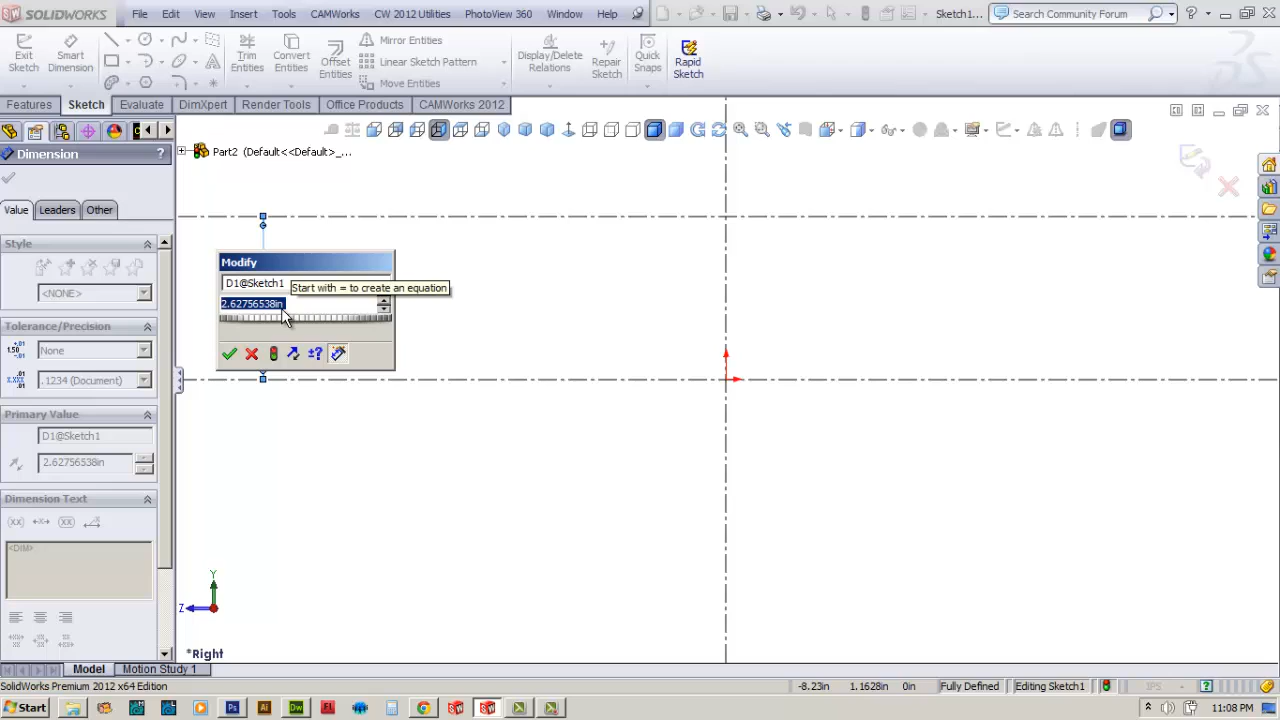 SOLIDWORKS File Edit View Insert Tools CAMWorks CW 2012 Utilities PhotoView 360 Window Help Sketch1... Search Community Forum
Exit Sketch
Smart Dimension
Trim Entities
Convert Entities
Offset Entities
Mirror Entities
Linear Sketch Pattern
Move Entities
Display/Delete Relations
Repair Sketch
Quick Snaps
Rapid Sketch
Features Sketch Evaluate DimXpert Render Tools Office Products CAMWorks 2012
Dimension ?
Part2 (Default<<Default>_...
Value Leaders Other
Style
<NONE>
Tolerance/Precision
None
.1234 (Document)
Primary Value
D1@Sketch1
2.62756538in
Dimension Text
<DIM>
Modify
D1@Sketch1
Start with = to create an equation
2.62756538in
Y
Z
*Right
Model Motion Study 1
SolidWorks Premium 2012 x64 Edition -8.23in 1.1628in 0in Fully Defined Editing Sketch1 IPS
Start 11:08 PM